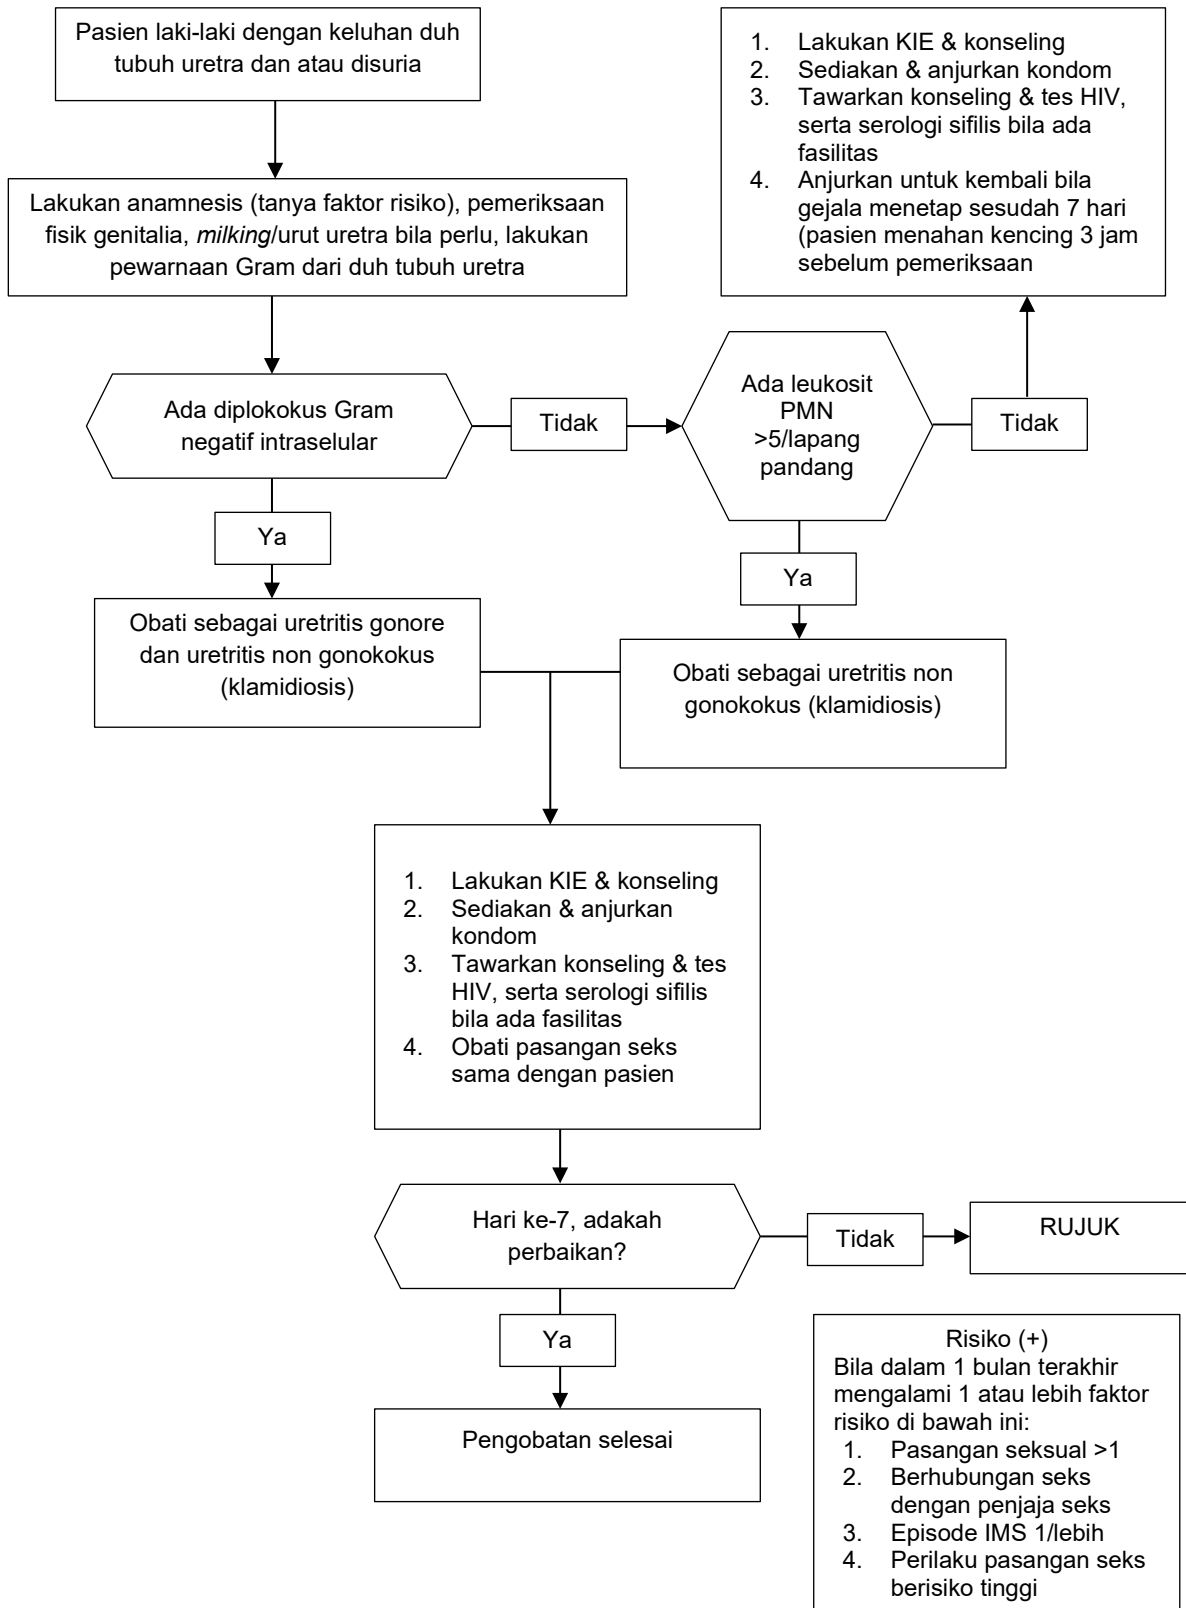 Pasien laki-laki dengan keluhan duh
tubuh uretra dan atau disuria
1. Lakukan KIE & konseling
2. Sediakan & anjurkan kondom
3. Tawarkan konseling & tes HIV,
serta serologi sifilis bila ada
fasilitas
4. Anjurkan untuk kembali bila
gejala menetap sesudah 7 hari
(pasien menahan kencing 3 jam
sebelum pemeriksaan
Lakukan anamnesis (tanya faktor risiko), pemeriksaan
fisik genitalia, milking/urut uretra bila perlu, lakukan
pewarnaan Gram dari duh tubuh uretra
Ada diplokokus Gram
negatif intraselular
Tidak
Ada leukosit
PMN
>5/lapang
pandang
Tidak
Ya
Ya
Obati sebagai uretritis gonore
dan uretritis non gonokokus
(klamidiosis)
Obati sebagai uretritis non
gonokokus (klamidiosis)
1. Lakukan KIE & konseling
2. Sediakan & anjurkan
kondom
3. Tawarkan konseling & tes
HIV, serta serologi sifilis
bila ada fasilitas
4. Obati pasangan seks
sama dengan pasien
Hari ke-7, adakah
perbaikan?
Tidak
RUJUK
Ya
Pengobatan selesai
Risiko (+)
Bila dalam 1 bulan terakhir
mengalami 1 atau lebih faktor
risiko di bawah ini:
1. Pasangan seksual >1
2. Berhubungan seks
dengan penjaja seks
3. Episode IMS 1/lebih
4. Perilaku pasangan seks
berisiko tinggi